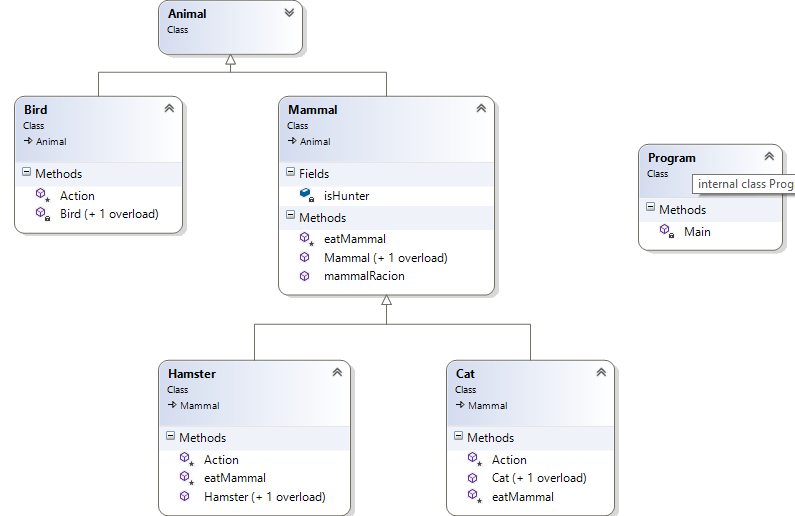 Animal
Class
Bird
Class
Animal
Methods
Action
Bird (+ 1 overload)
Mammal
Class
Animal
Fields
isHunter
Methods
eatMammal
Mammal (+ 1 overload)
mammalRacion
Program
Class
internal class Prog
Methods
Main
Hamster
Class
Mammal
Methods
Action
eatMammal
Hamster (+ 1 overload)
Cat
Class
Mammal
Methods
Action
Cat (+ 1 overload)
eatMammal